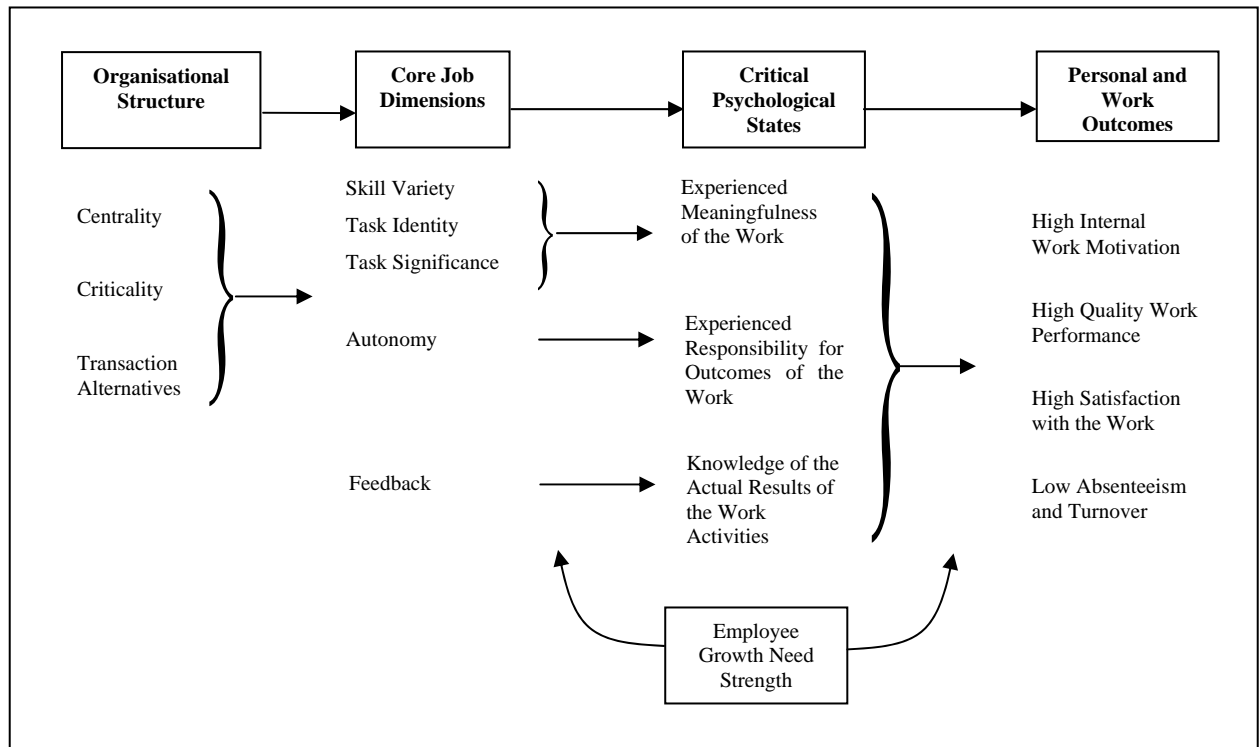 Organisational
Structure
Core Job
Dimensions
Critical
Psychological
States
Personal and
Work
Outcomes
Centrality
Criticality
Transaction
Alternatives
Skill Variety
Task Identity
Task Significance
Autonomy
Feedback
Experienced
Meaningfulness
of the Work
Experienced
Responsibility for
Outcomes of the
Work
Knowledge of the
Actual Results of
the Work
Activities
High Internal
Work Motivation
High Quality Work
Performance
High Satisfaction
with the Work
Low Absenteeism
and Turnover
Employee
Growth Need
Strength